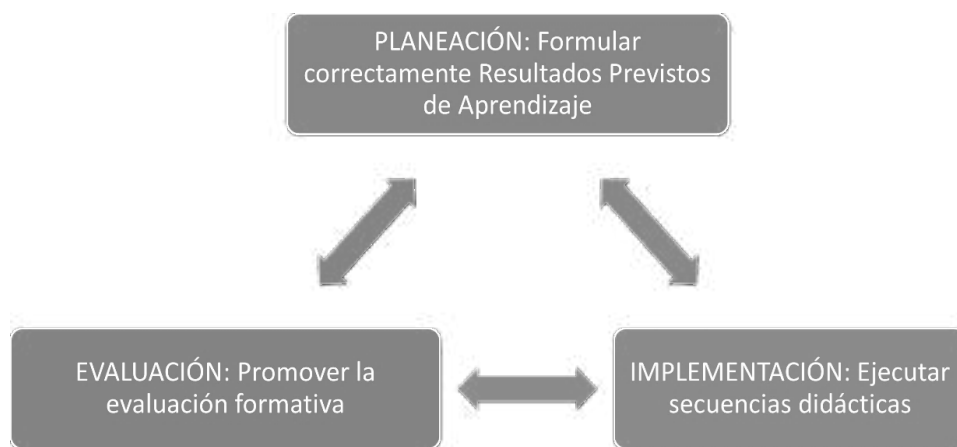 PLANEACIÓN: Formular
correctamente Resultados Previstos
de Aprendizaje
EVALUACIÓN: Promover la
evaluación formativa
IMPLEMENTACIÓN: Ejecutar
secuencias didácticas